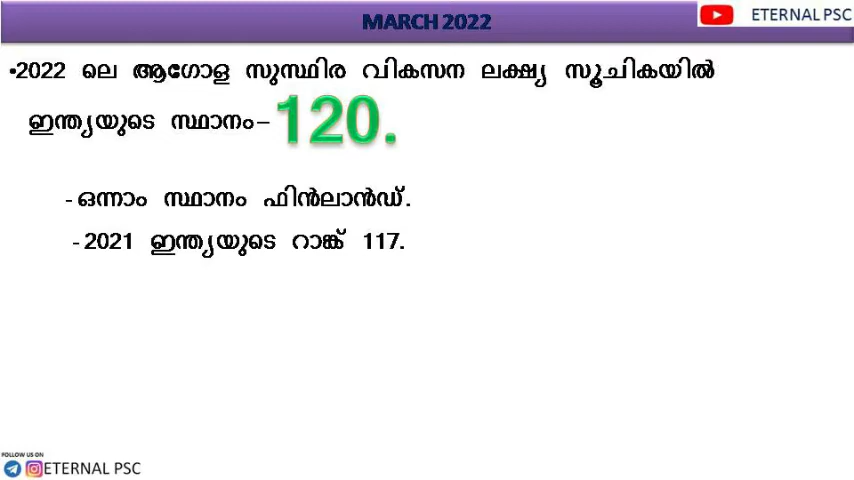 MARCH 2022
ETERNAL PSC
•2022 ലെ ആഗോള സുസ്ഥിര വികസന ലക്ഷ്യ സൂചികയിൽ
ഇന്ത്യയുടെ സ്ഥാനം– 120.
-ഒന്നാം സ്ഥാനം ഫിൻലാൻഡ്.
-2021 ഇന്ത്യയുടെ റാങ്ക് 117.
FOLLOW US ON
ETERNAL PSC